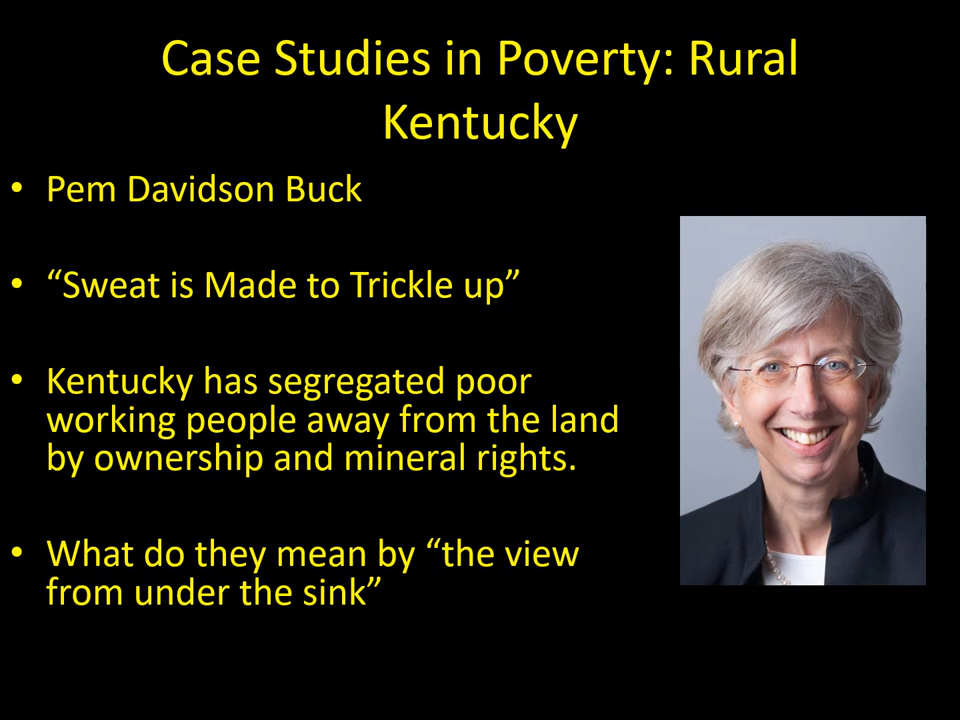 Case Studies in Poverty: Rural
Kentucky
• Pem Davidson Buck
• “Sweat is Made to Trickle up”
• Kentucky has segregated poor
working people away from the land
by ownership and mineral rights.
• What do they mean by “the view
from under the sink”